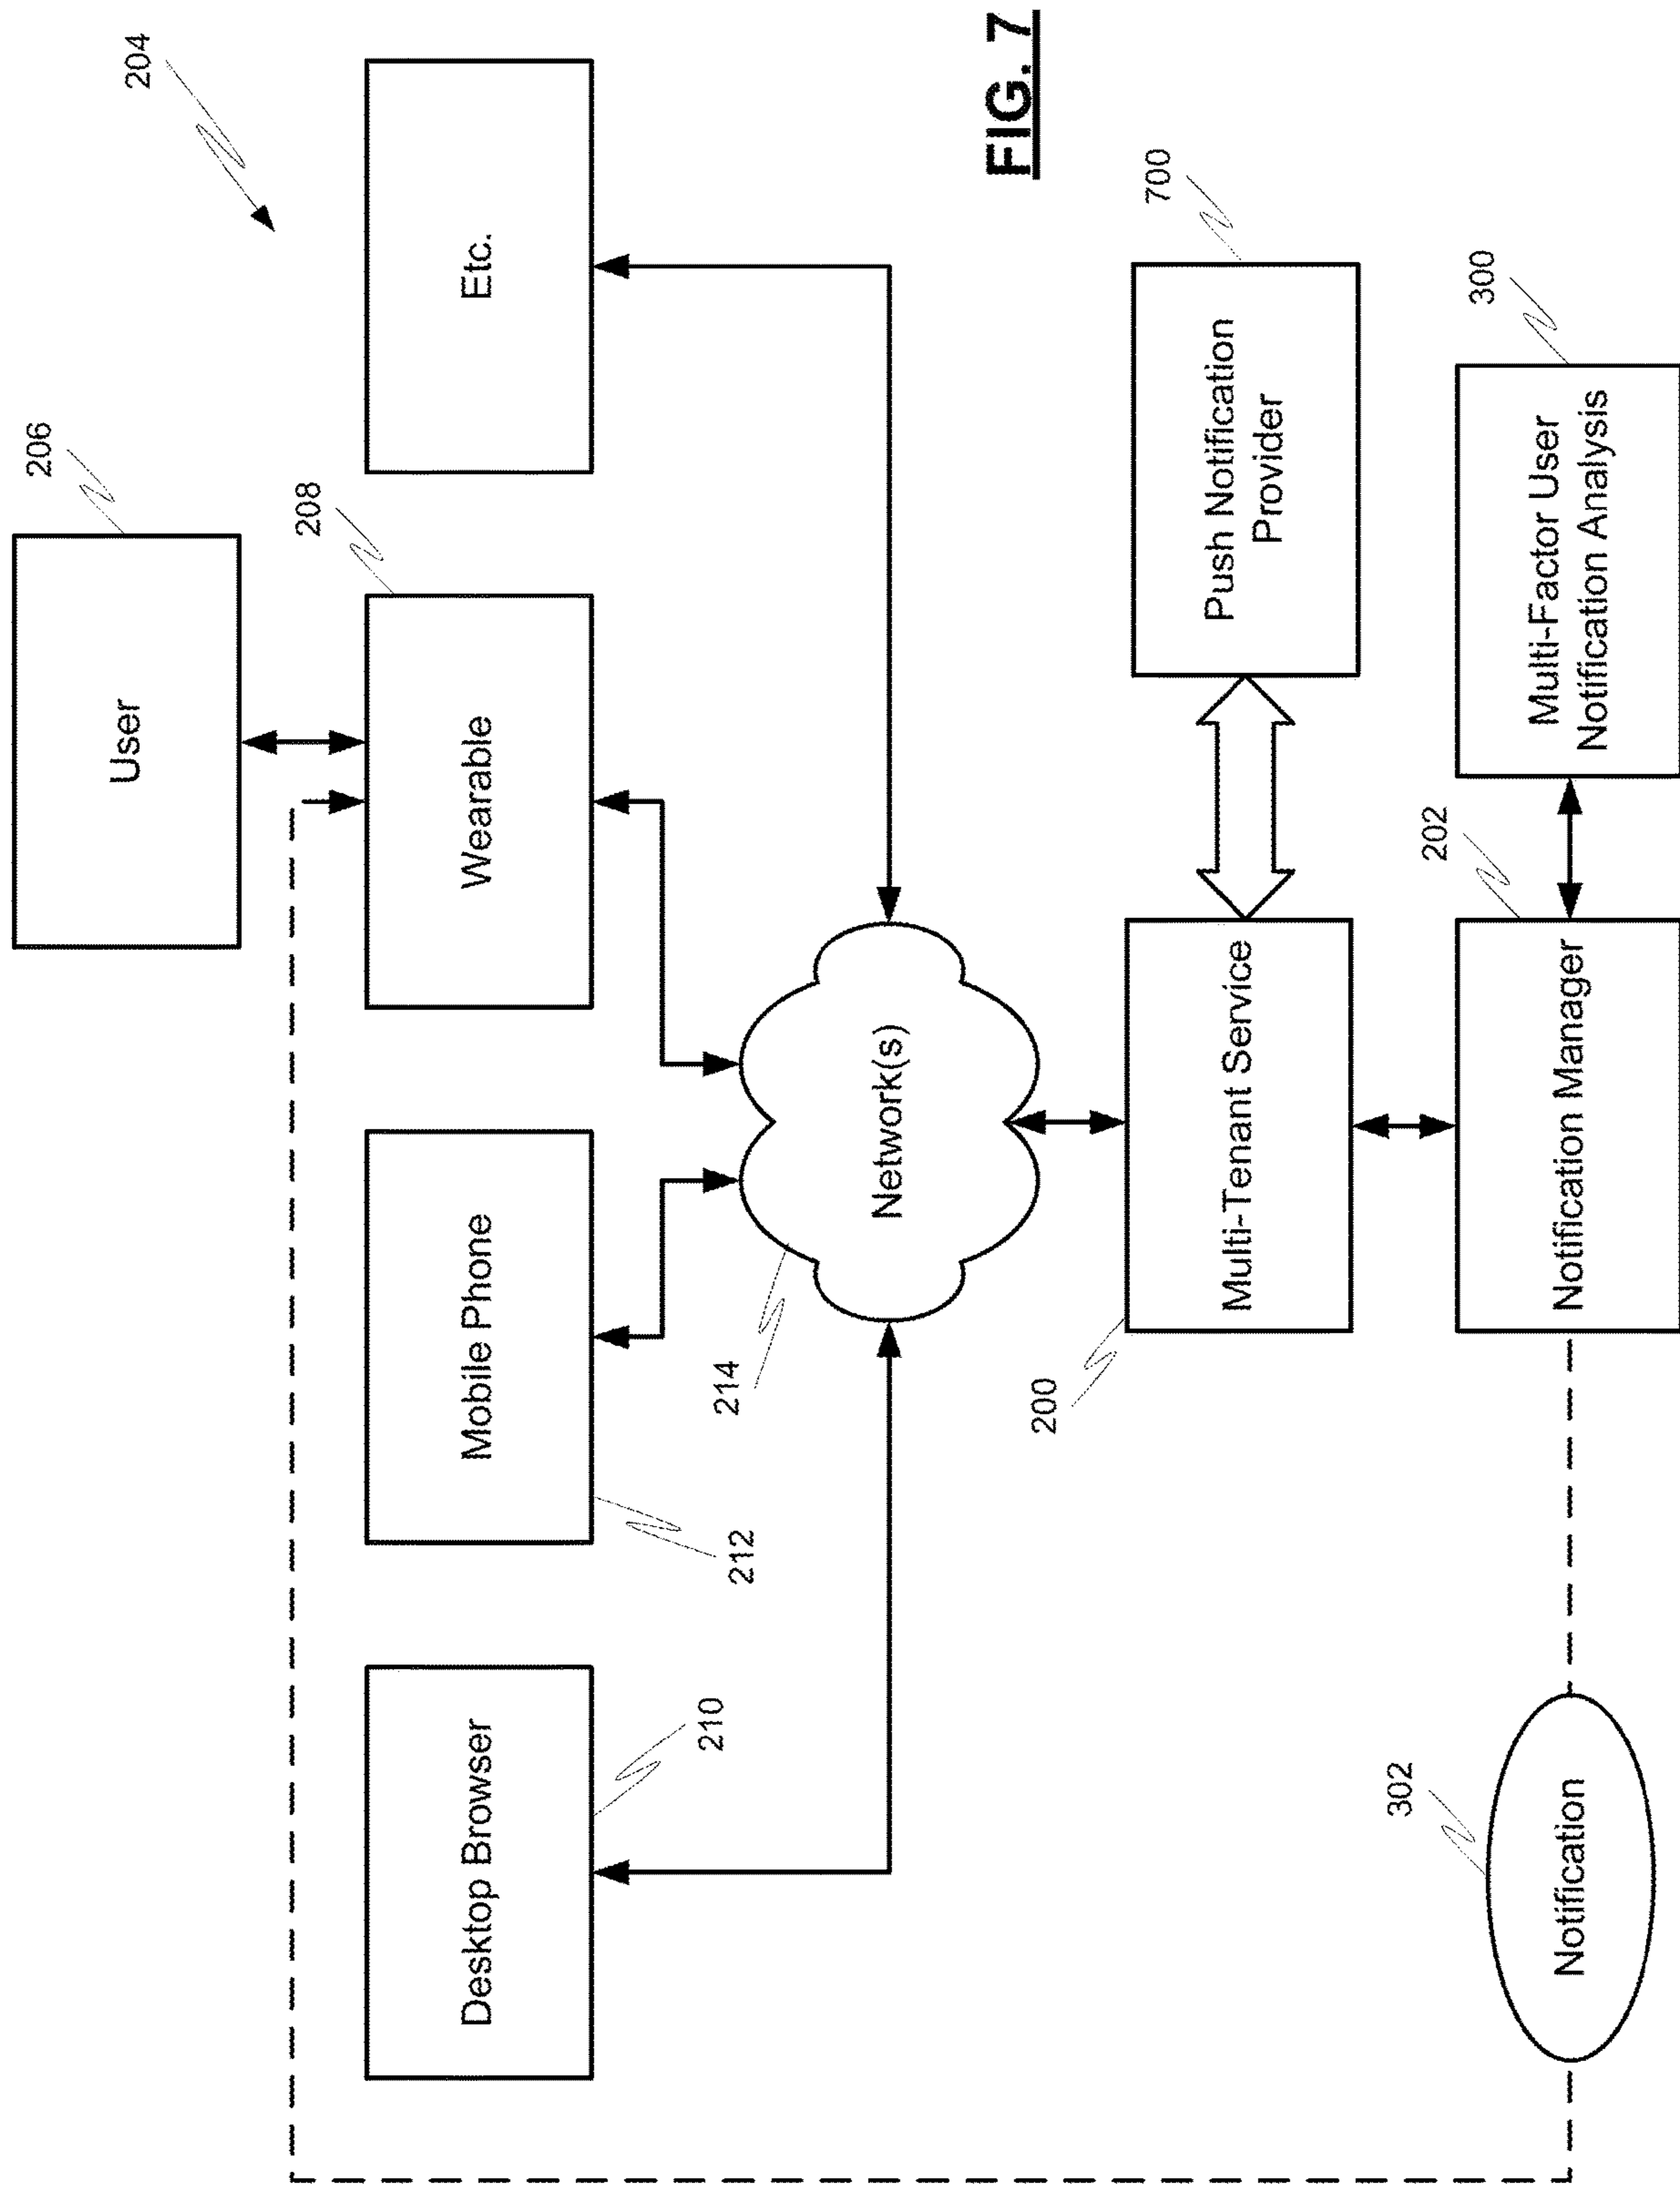 204
206
User
208
Desktop Browser
Mobile Phone
Wearable
Etc.
210
212
214
Network(s)
FIG. 7
200
Multi-Tenant Service
Push Notification
Provider
700
302
Notification
Notification Manager
202
Multi-Factor User
Notification Analysis
300